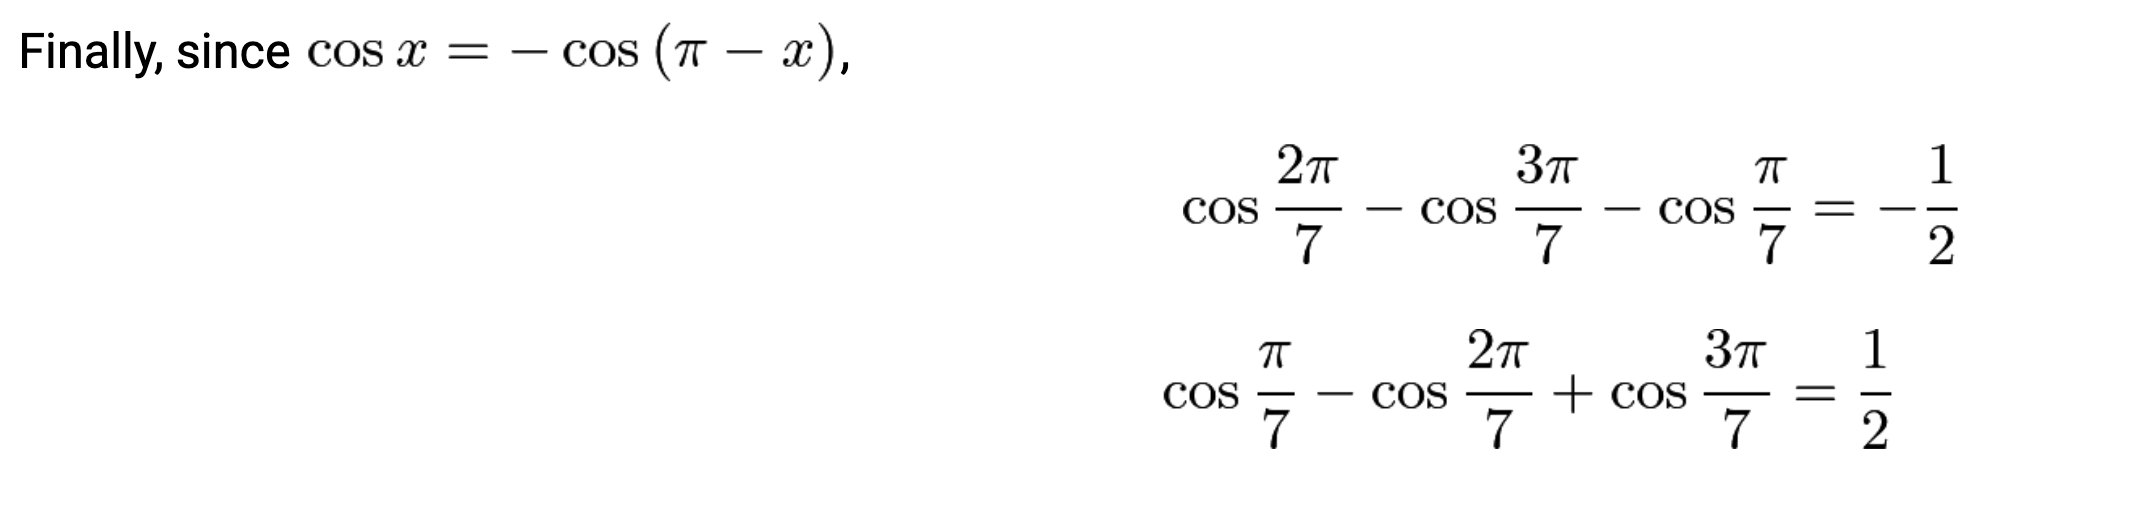 Finally, since cos x = − cos (π − x),
cos 2π/7 − cos 3π/7 − cos π/7 = − 1/2
cos π/7 − cos 2π/7 + cos 3π/7 = 1/2